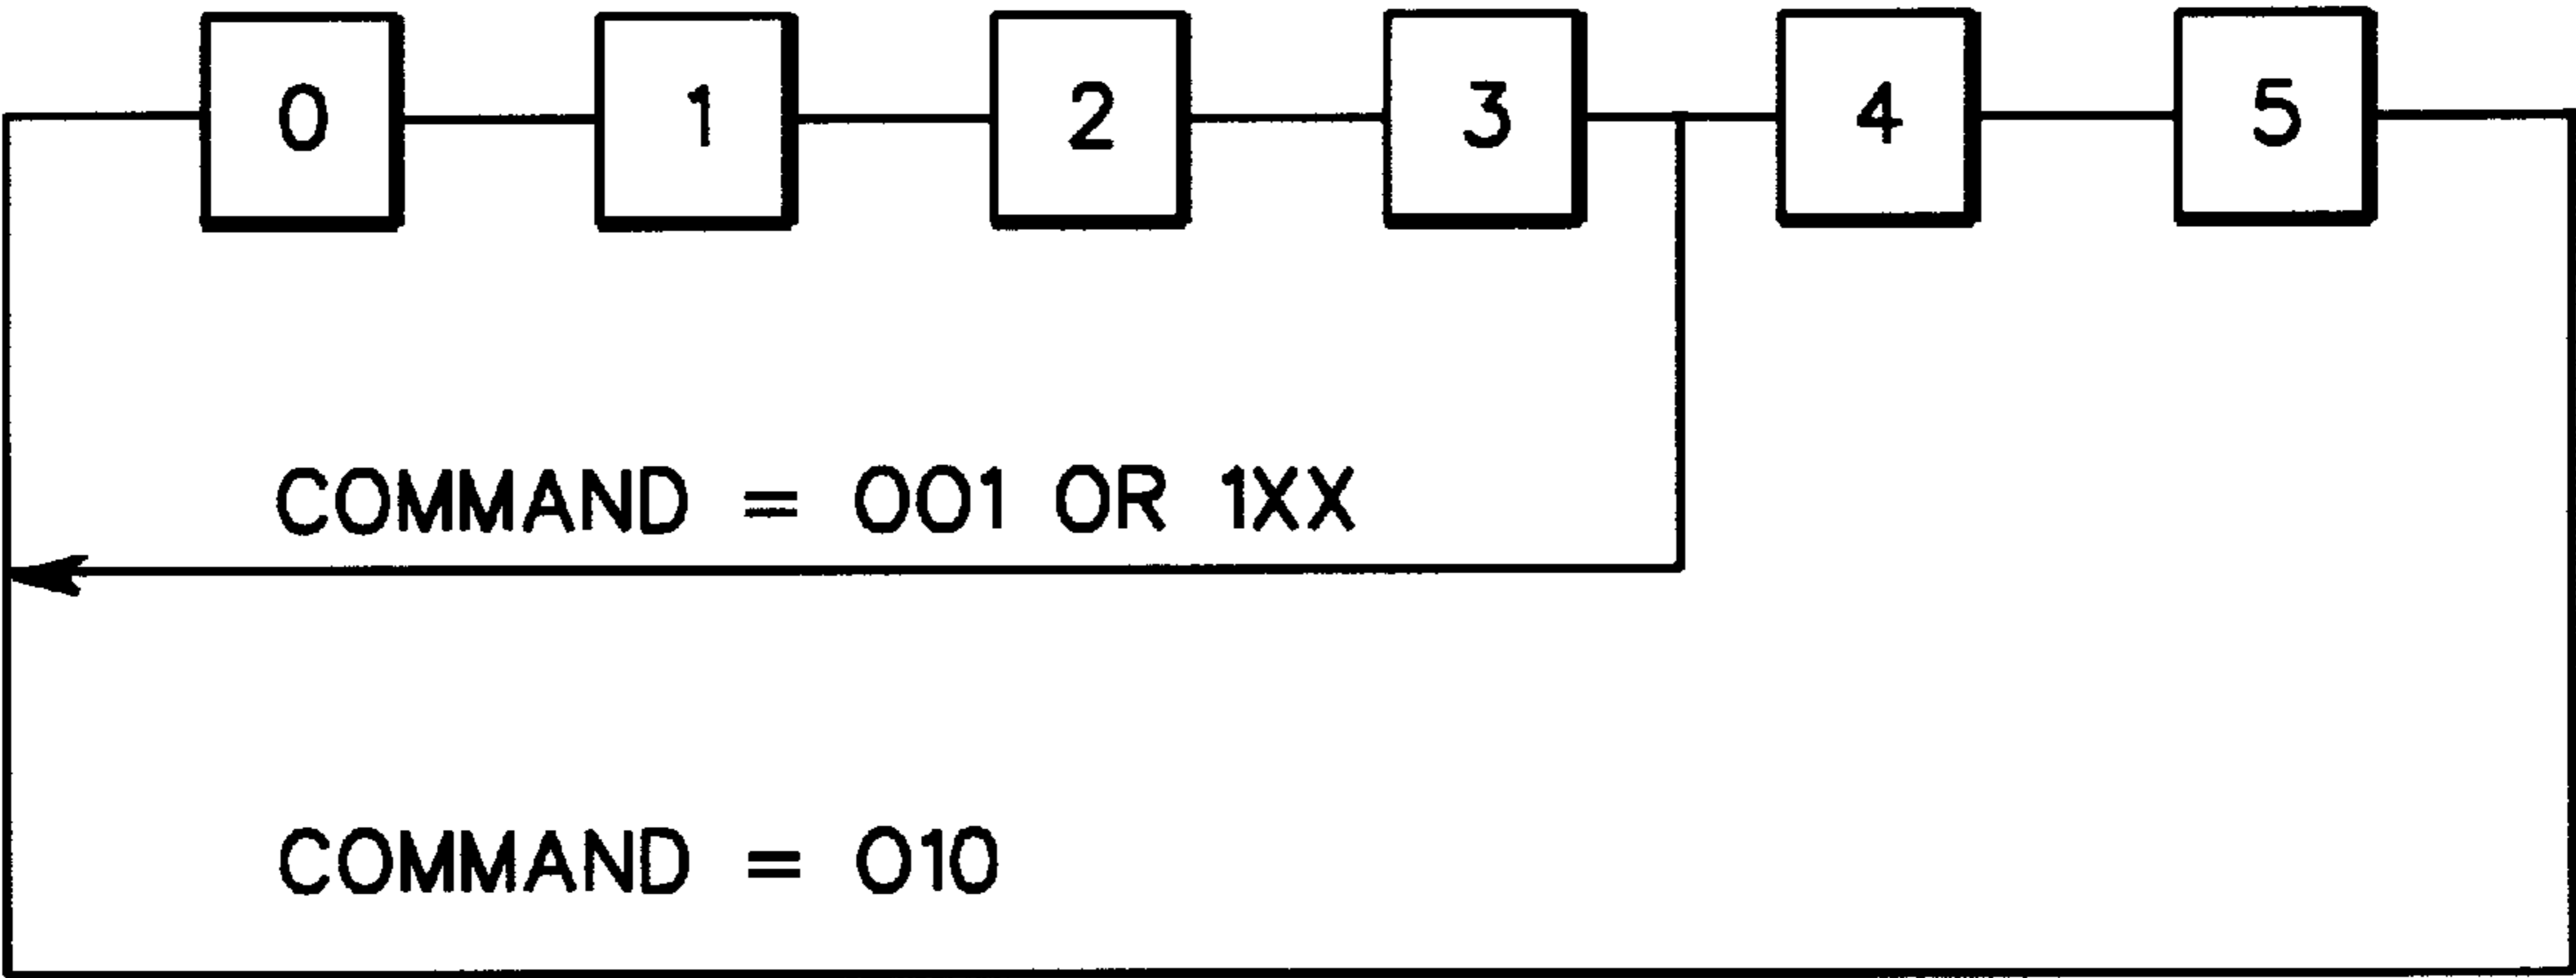 0 1 2 3 4 5
COMMAND = 001 OR 1XX
COMMAND = 010